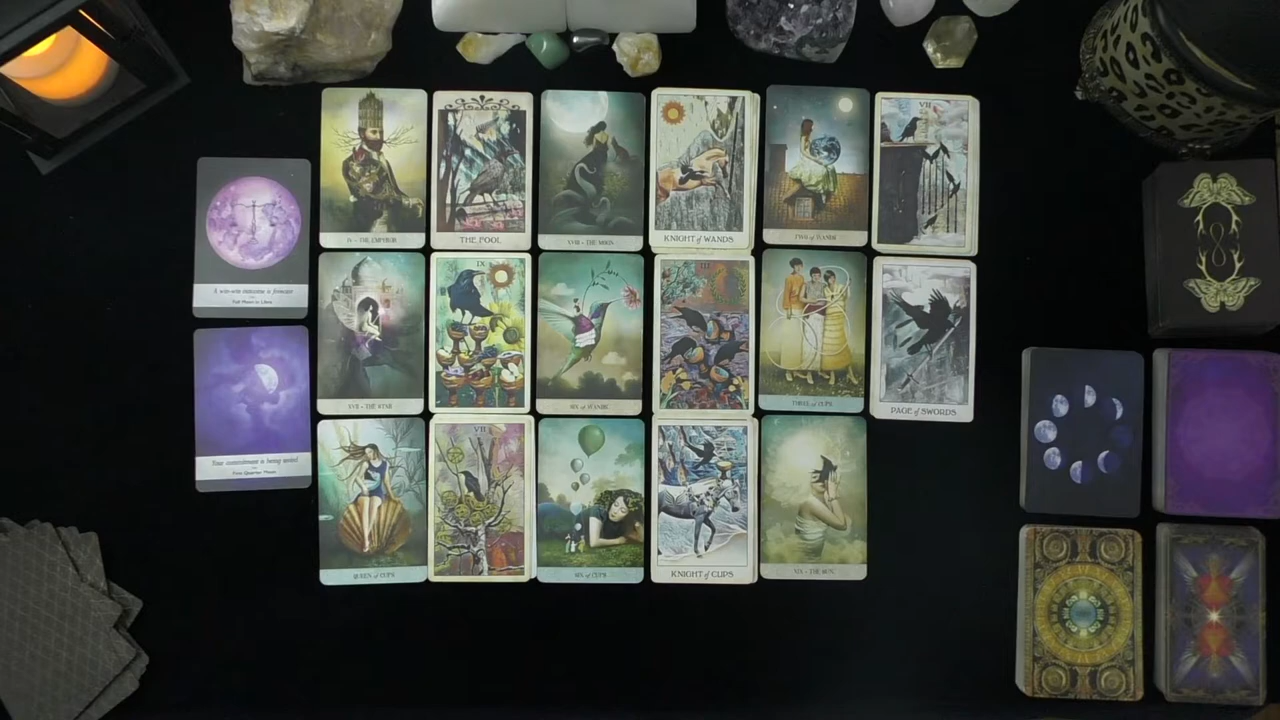 A win-win outcome is foreseen
Full Moon in Libra
Your commitment is being tested
First Quarter Moon
IV - THE EMPEROR
THE FOOL
XVIII - THE MOON
KNIGHT of WANDS
TWO of WANDS
VII
XVII - THE STAR
IX
SIX of WANDS
III
THREE of CUPS
PAGE of SWORDS
QUEEN of CUPS
VII
SIX of CUPS
KNIGHT of CUPS
XIX - THE SUN